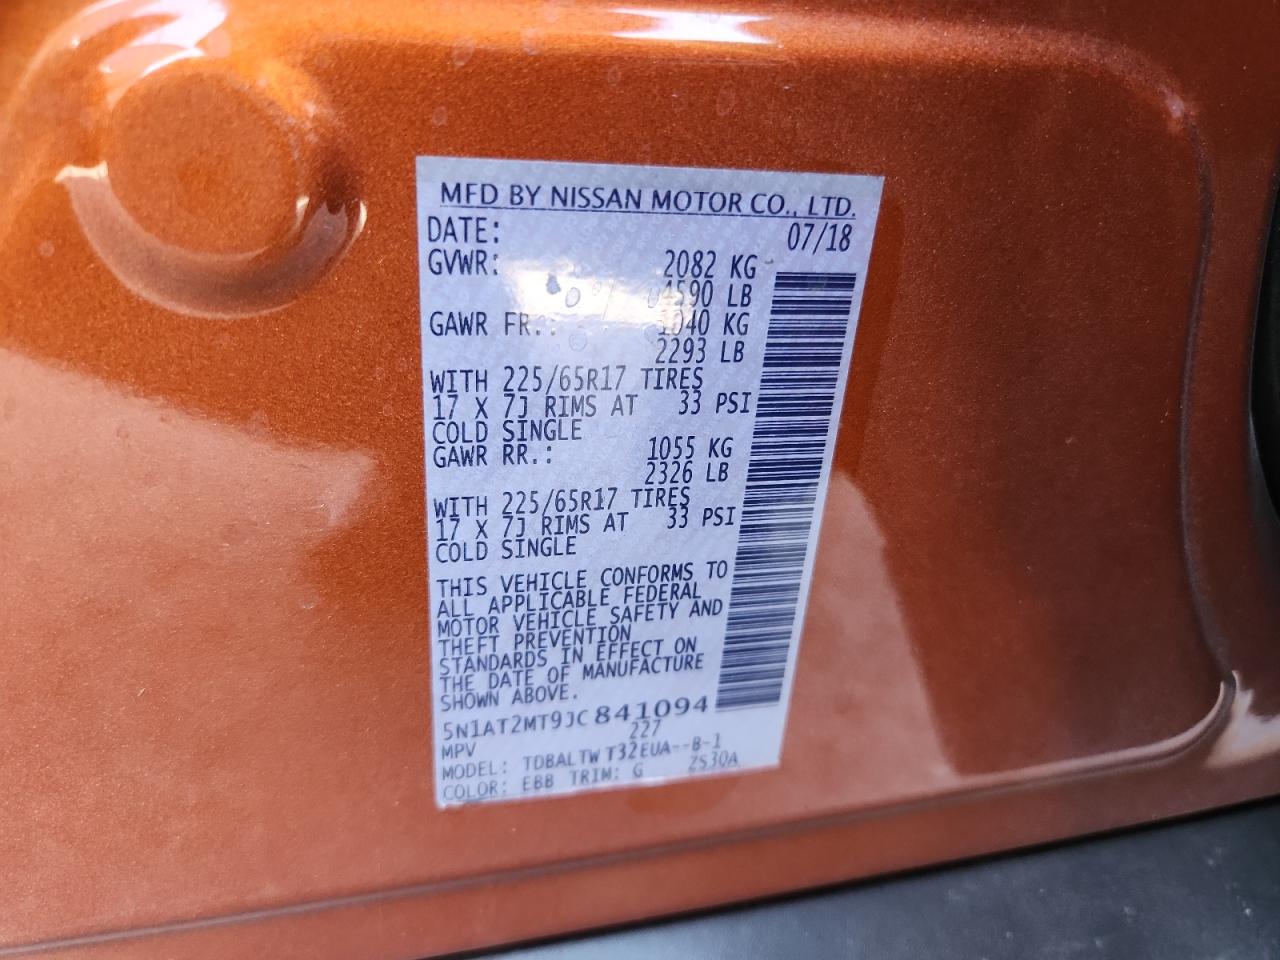 MFD BY NISSAN MOTOR CO., LTD.
DATE: 07/18
GVWR: 2082 KG
4590 LB
GAWR FR.: 1040 KG
2293 LB
WITH 225/65R17 TIRES
17 X 7J RIMS AT 33 PSI
COLD SINGLE
GAWR RR.: 1055 KG
2326 LB
WITH 225/65R17 TIRES
17 X 7J RIMS AT 33 PSI
COLD SINGLE
THIS VEHICLE CONFORMS TO
ALL APPLICABLE FEDERAL
MOTOR VEHICLE SAFETY AND
THEFT PREVENTION
STANDARDS IN EFFECT ON
THE DATE OF MANUFACTURE
SHOWN ABOVE.
5N1AT2MT9JC841094
MPV 227
MODEL: TDBALTWT32EUA--B-1
COLOR: EBB TRIM: G ZS30A